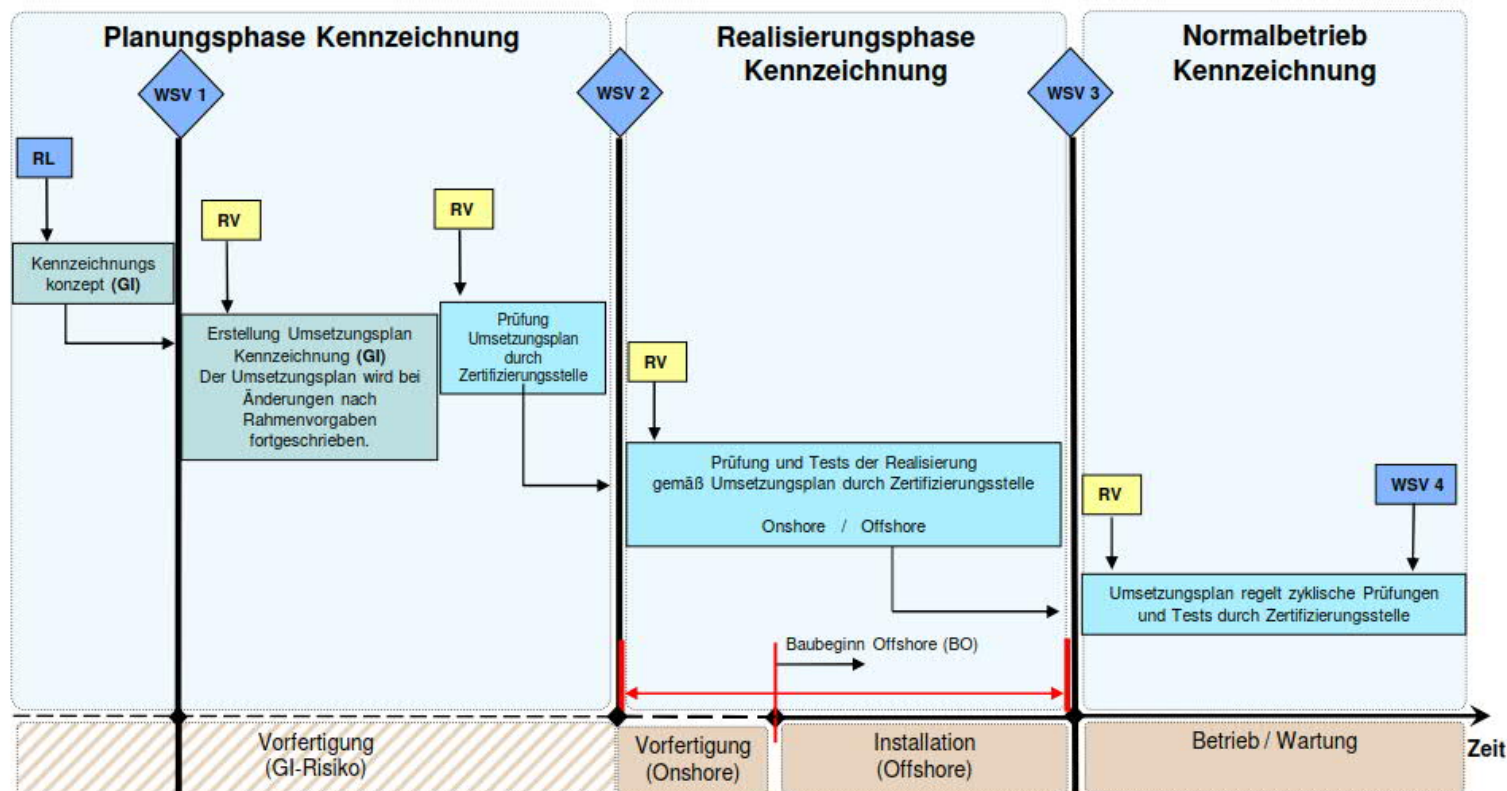 Planungsphase Kennzeichnung
Realisierungsphase
Kennzeichnung
Normalbetrieb
Kennzeichnung
WSV 1
WSV 2
WSV 3
RL
RV
RV
Kennzeichnungs
konzept (GI)
Erstellung Umsetzungsplan
Kennzeichnung (GI)
Der Umsetzungsplan wird bei
Änderungen nach
Rahmenvorgaben
fortgeschrieben.
Prüfung
Umsetzungsplan
durch
Zertifizierungsstelle
RV
Prüfung und Tests der Realisierung
gemäß Umsetzungsplan durch Zertifizierungsstelle
Onshore / Offshore
RV
WSV 4
Umsetzungsplan regelt zyklische Prüfungen
und Tests durch Zertifizierungsstelle
Baubeginn Offshore (BO)
Vorfertigung
(GI-Risiko)
Vorfertigung
(Onshore)
Installation
(Offshore)
Betrieb / Wartung
Zeit